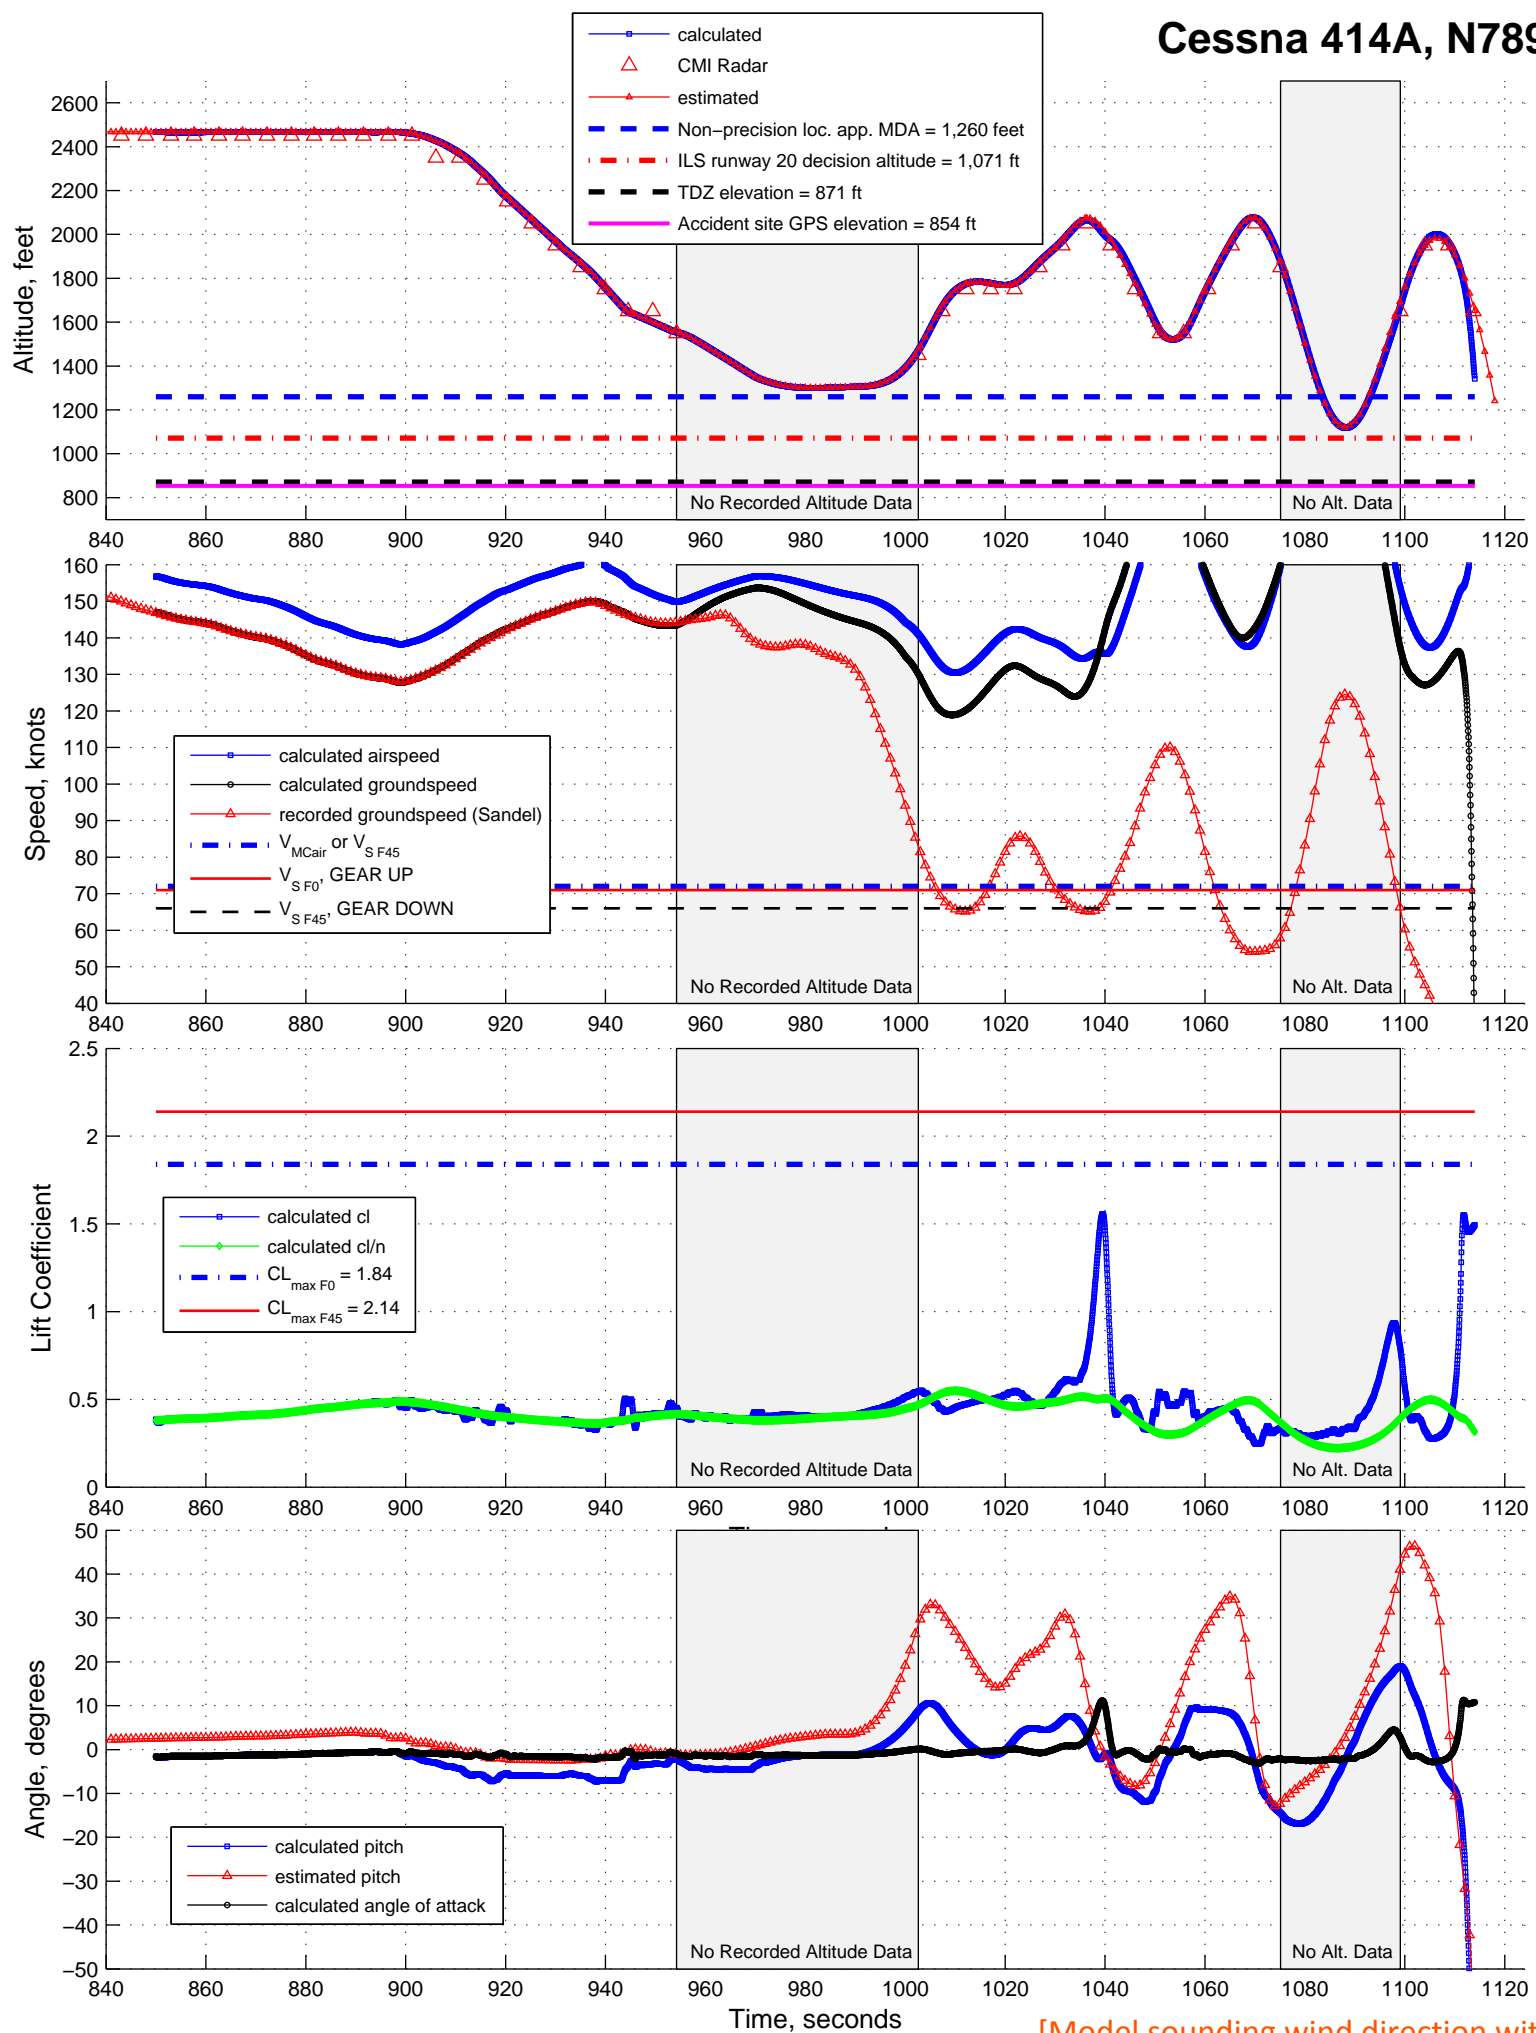 Cessna 414A, N789
calculated
CMI Radar
estimated
Non−precision loc. app. MDA = 1,260 feet
ILS runway 20 decision altitude = 1,071 ft
TDZ elevation = 871 ft
Accident site GPS elevation = 854 ft
Altitude, feet
2600
2400
2200
2000
1800
1600
1400
1200
1000
800
No Recorded Altitude Data
No Alt. Data
840 860 880 900 920 940 960 980 1000 1020 1040 1060 1080 1100 1120
Speed, knots
160
150
140
130
120
110
100
90
80
70
60
50
40
calculated airspeed
calculated groundspeed
recorded groundspeed (Sandel)
V MCair or V S F45
V S F0, GEAR UP
V S F45, GEAR DOWN
No Recorded Altitude Data
No Alt. Data
840 860 880 900 920 940 960 980 1000 1020 1040 1060 1080 1100 1120
Lift Coefficient
2.5
2
1.5
1
0.5
0
calculated cl
calculated cl/n
CL max F0 = 1.84
CL max F45 = 2.14
No Recorded Altitude Data
No Alt. Data
840 860 880 900 920 940 960 980 1000 1020 1040 1060 1080 1100 1120
Angle, degrees
50
40
30
20
10
0
−10
−20
−30
−40
−50
calculated pitch
estimated pitch
calculated angle of attack
No Recorded Altitude Data
No Alt. Data
840 860 880 900 920 940 960 980 1000 1020 1040 1060 1080 1100 1120
Time, seconds
[Model sounding wind direction wit